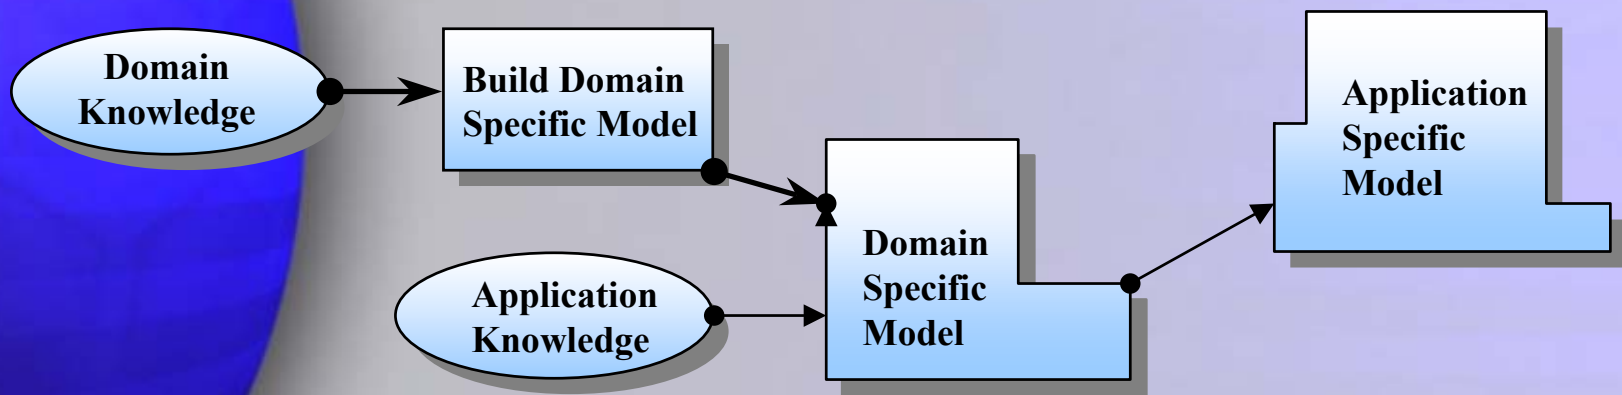 Domain
Knowledge
Build Domain
Specific Model
Application
Knowledge
Domain
Specific
Model
Application
Specific
Model